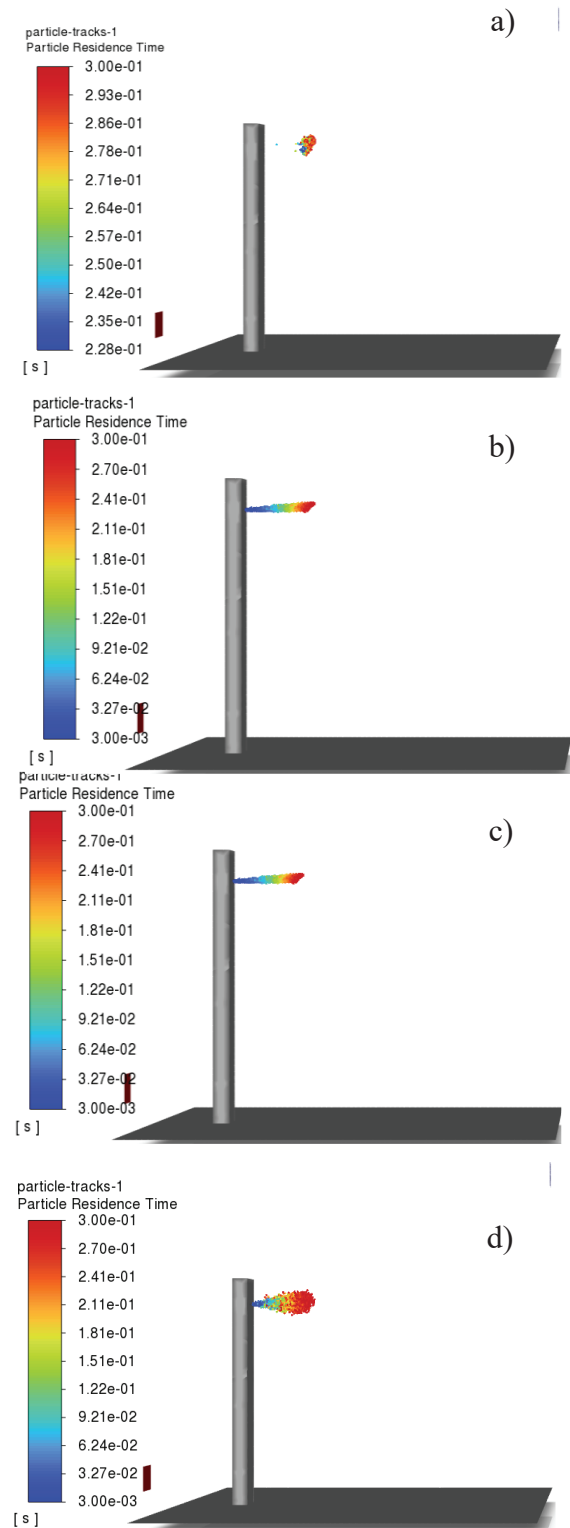 a)
particle-tracks-1
Particle Residence Time
3.00e-01
2.93e-01
2.86e-01
2.78e-01
2.71e-01
2.64e-01
2.57e-01
2.50e-01
2.42e-01
2.35e-01
2.28e-01
[ s ]
particle-tracks-1
Particle Residence Time
b)
3.00e-01
2.70e-01
2.41e-01
2.11e-01
1.81e-01
1.51e-01
1.22e-01
9.21e-02
6.24e-02
3.27e-02
3.00e-03
[ s ]
particle-tracks-1
Particle Residence Time
c)
3.00e-01
2.70e-01
2.41e-01
2.11e-01
1.81e-01
1.51e-01
1.22e-01
9.21e-02
6.24e-02
3.27e-02
3.00e-03
[ s ]
particle-tracks-1
Particle Residence Time
d)
3.00e-01
2.70e-01
2.41e-01
2.11e-01
1.81e-01
1.51e-01
1.22e-01
9.21e-02
6.24e-02
3.27e-02
3.00e-03
[ s ]